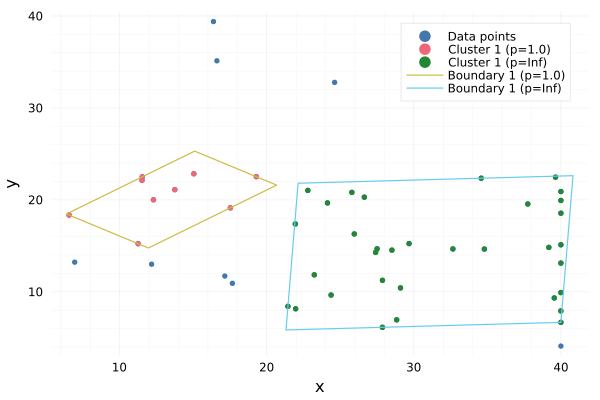 40
30
20
10
y
Data points
Cluster 1 (p=1.0)
Cluster 1 (p=Inf)
Boundary 1 (p=1.0)
Boundary 1 (p=Inf)
10 20 30 40
x